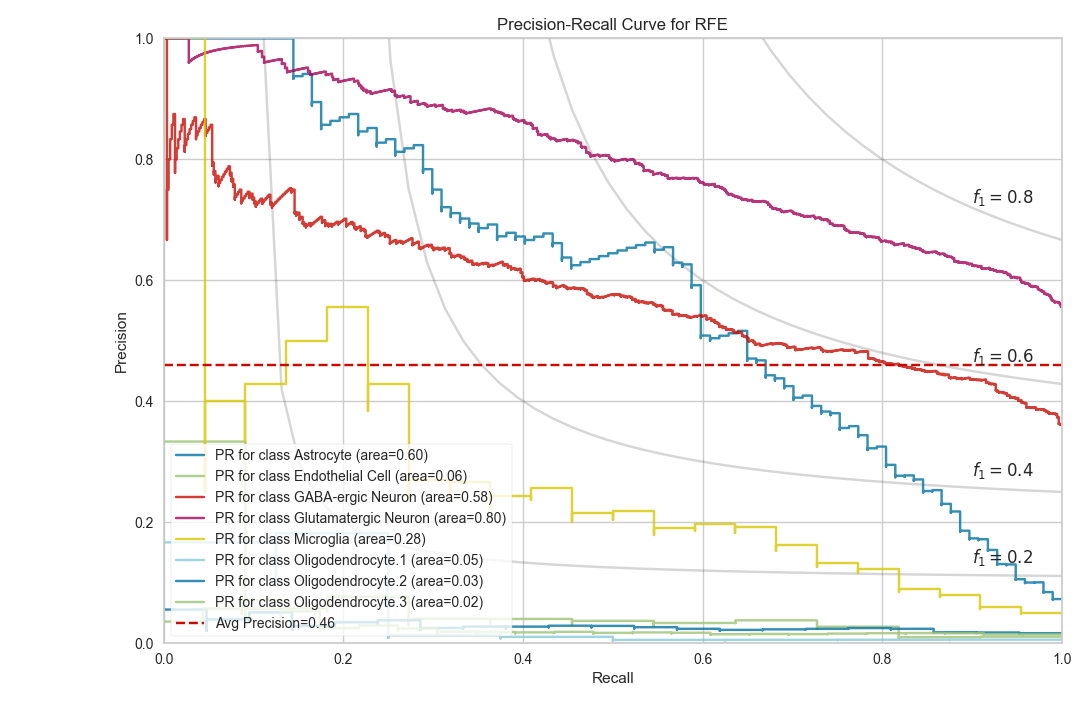 Precision-Recall Curve for RFE
1.0
0.8
0.6
0.4
0.2
0.0
Precision
f1 = 0.8
f1 = 0.6
f1 = 0.4
f1 = 0.2
PR for class Astrocyte (area=0.60)
PR for class Endothelial Cell (area=0.06)
PR for class GABA-ergic Neuron (area=0.58)
PR for class Glutamatergic Neuron (area=0.80)
PR for class Microglia (area=0.28)
PR for class Oligodendrocyte.1 (area=0.05)
PR for class Oligodendrocyte.2 (area=0.03)
PR for class Oligodendrocyte.3 (area=0.02)
Avg Precision=0.46
0.0 0.2 0.4 0.6 0.8 1.0
Recall